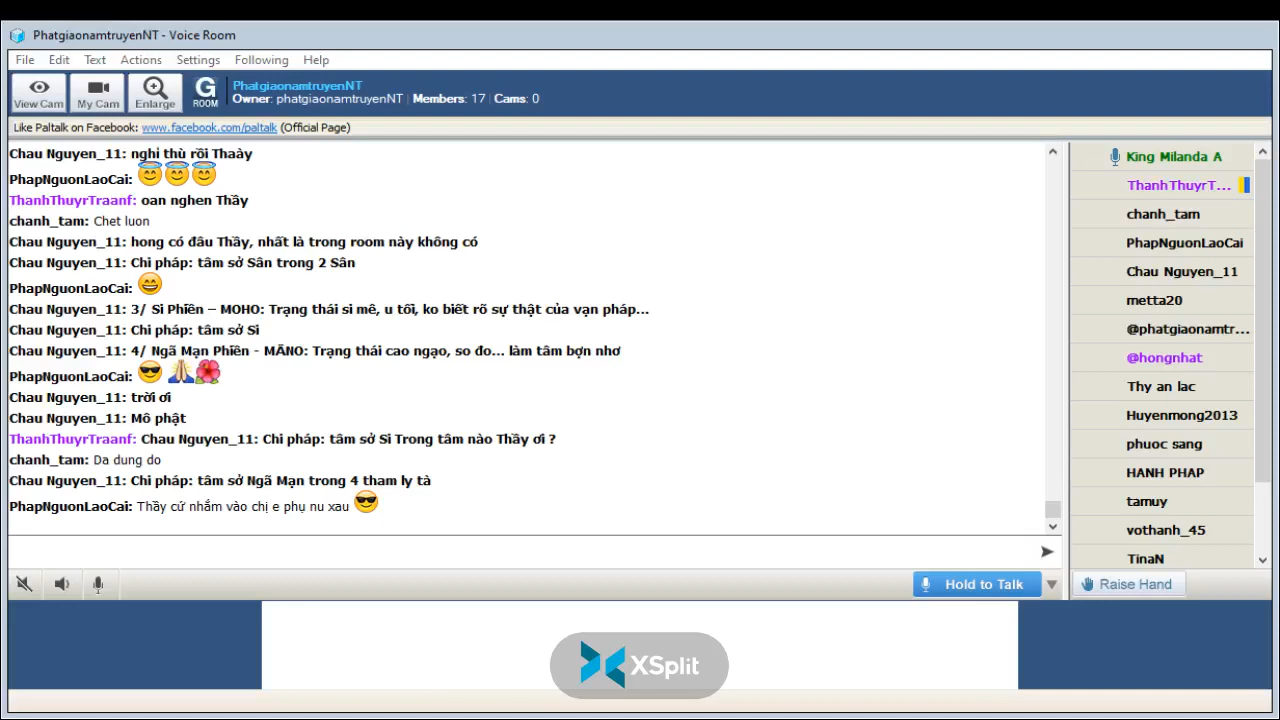 PhatgiaonamtruyenNT - Voice Room
File Edit Text Actions Settings Following Help
View Cam My Cam Enlarge G ROOM
PhatgiaonamtruyenNT
Owner: phatgiaonamtruyenNT | Members: 17 | Cams: 0
Like Paltalk on Facebook: www.facebook.com/paltalk (Official Page)
Chau Nguyen_11: nghỉ thù rồi Thaày
PhapNguonLaoCai:
ThanhThuyrTraanf: oan nghen Thầy
chanh_tam: Chet luon
Chau Nguyen_11: hong có đâu Thầy, nhất là trong room này không có
Chau Nguyen_11: Chi pháp: tâm sở Sân trong 2 Sân
PhapNguonLaoCai:
Chau Nguyen_11: 3/ Si Phiền – MOHO: Trạng thái si mê, u tối, ko biết rõ sự thật của vạn pháp...
Chau Nguyen_11: Chi pháp: tâm sở Si
Chau Nguyen_11: 4/ Ngã Mạn Phiền - MĀNO: Trạng thái cao ngạo, so đo... làm tâm bợn nhơ
PhapNguonLaoCai:
Chau Nguyen_11: trời ơi
Chau Nguyen_11: Mô phật
ThanhThuyrTraanf: Chau Nguyen_11: Chi pháp: tâm sở Si Trong tâm nào Thầy ơi ?
chanh_tam: Da dung do
Chau Nguyen_11: Chi pháp: tâm sở Ngã Mạn trong 4 tham ly tà
PhapNguonLaoCai: Thầy cứ nhắm vào chị e phụ nu xau
Hold to Talk
King Milanda A
ThanhThuyrT...
chanh_tam
PhapNguonLaoCai
Chau Nguyen_11
metta20
@phatgiaonamtr...
@hongnhat
Thy an lac
Huyenmong2013
phuoc sang
HANH PHAP
tamuy
vothanh_45
TinaN
Raise Hand
XSplit